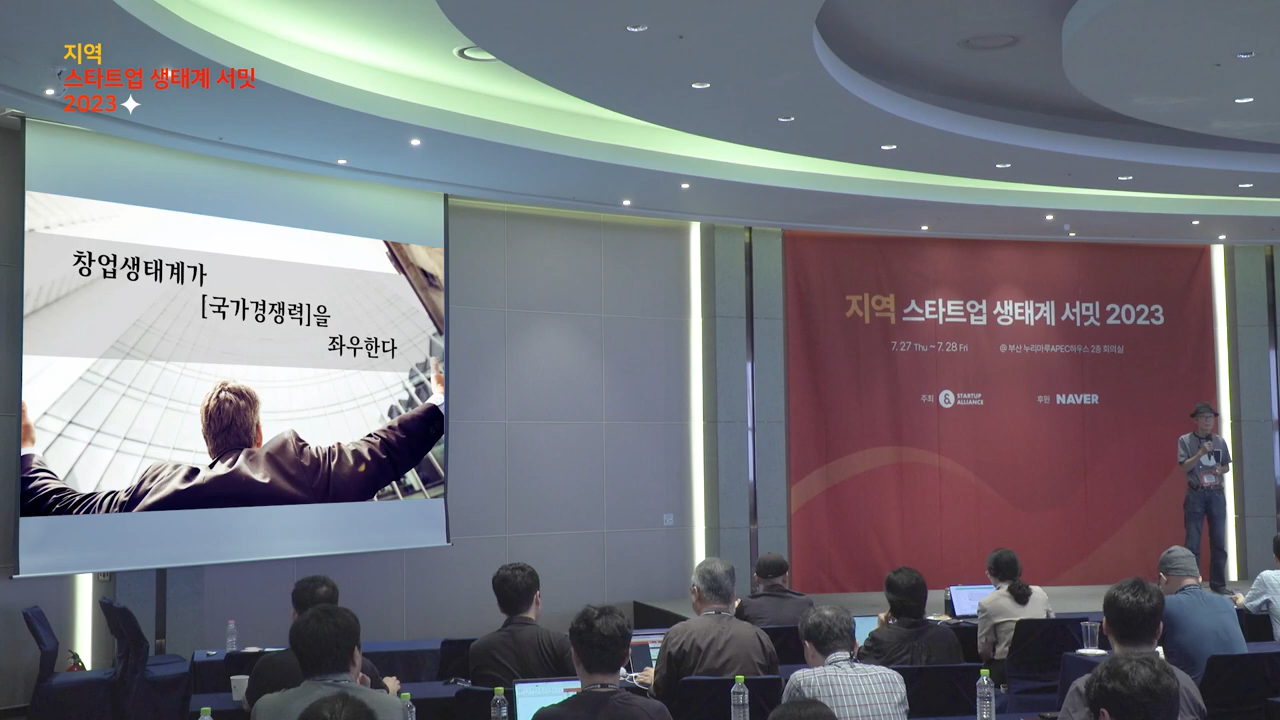 지역
스타트업 생태계 서밋
2023
창업생태계가
[국가경쟁력]을
좌우한다
지역 스타트업 생태계 서밋 2023
7.27 Thu ~ 7.28 Fri @ 부산 누리마루APEC하우스 2층 회의실
주최 & STARTUP ALLIANCE 후원 NAVER